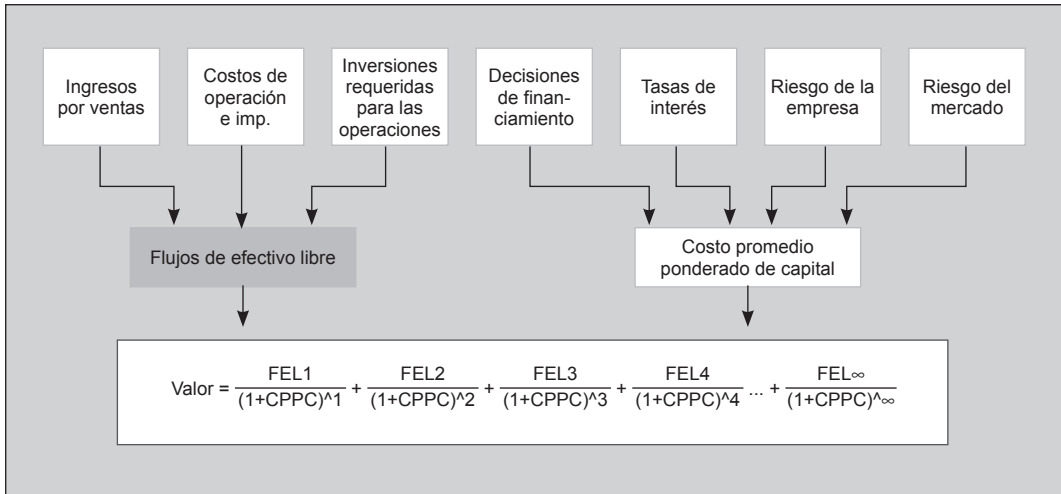 Ingresos
por ventas
Costos de
operación
e imp.
Inversiones
requeridas
para las
operaciones
Decisiones
de finan-
ciamiento
Tasas de
interés
Riesgo de la
empresa
Riesgo del
mercado
Flujos de efectivo libre
Costo promedio
ponderado de capital
Valor = FEL1/(1+CPPC)^1 + FEL2/(1+CPPC)^2 + FEL3/(1+CPPC)^3 + FEL4/(1+CPPC)^4 ... + FEL∞/(1+CPPC)^∞